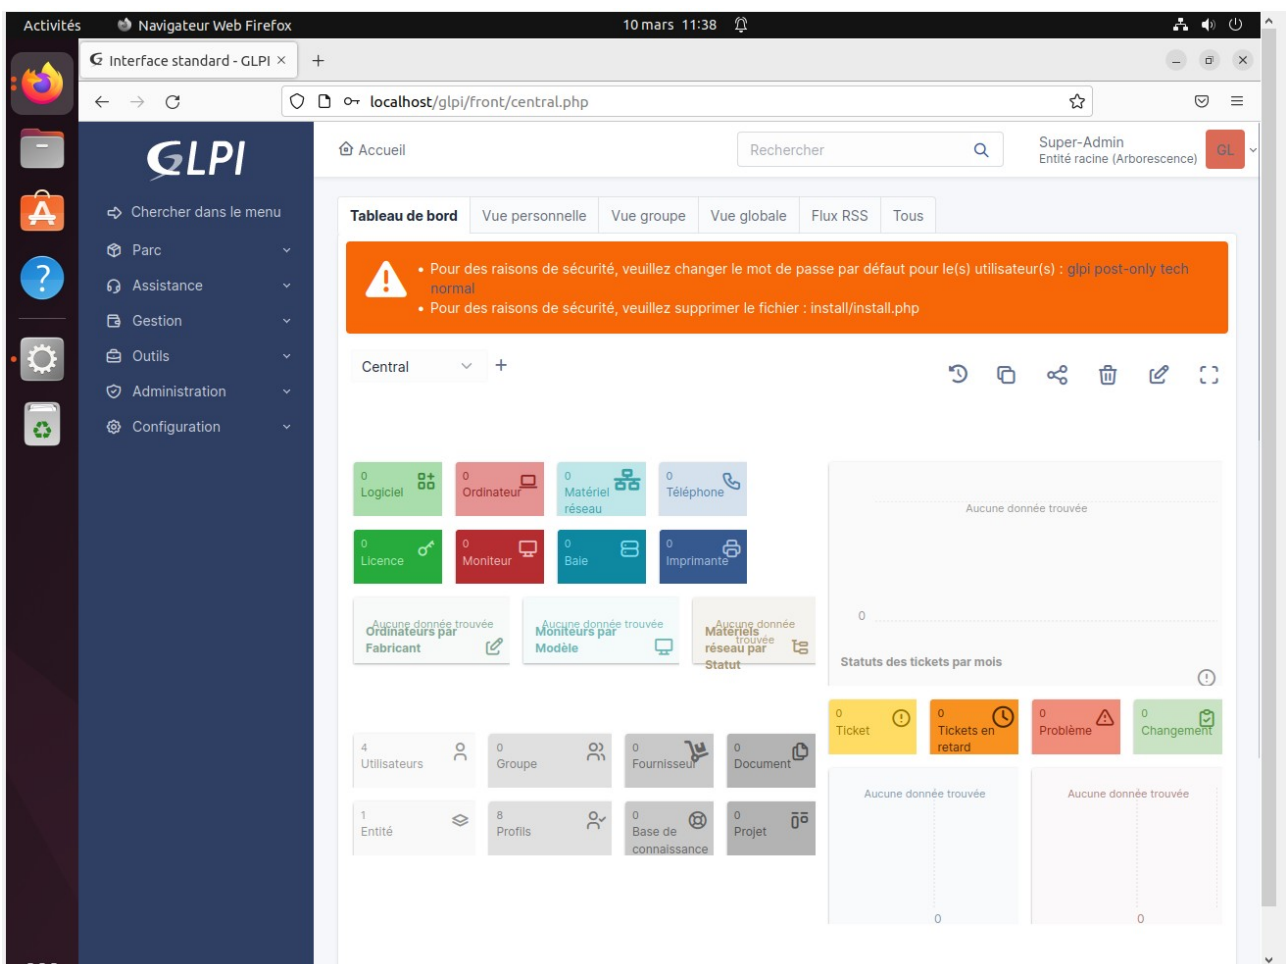 Activités
Navigateur Web Firefox
10 mars 11:38
Interface standard - GLPI ×
+
localhost/glpi/front/central.php
GLPI
Accueil
Rechercher
Super-Admin
Entité racine (Arborescence)
GL
Chercher dans le menu
Parc
Assistance
Gestion
Outils
Administration
Configuration
Tableau de bord
Vue personnelle
Vue groupe
Vue globale
Flux RSS
Tous
• Pour des raisons de sécurité, veuillez changer le mot de passe par défaut pour le(s) utilisateur(s) : glpi post-only tech
normal
• Pour des raisons de sécurité, veuillez supprimer le fichier : install/install.php
Central
+
0
Logiciel
0
Ordinateur
0
Matériel
réseau
0
Téléphone
0
Licence
0
Moniteur
0
Baie
0
Imprimante
Aucune donnée trouvée
Ordinateurs par
Fabricant
Aucune donnée trouvée
Moniteurs par
Modèle
Aucune donnée
trouvée
Matériels
réseau par
Statut
Aucune donnée trouvée
0
Statuts des tickets par mois
0
Ticket
0
Tickets en
retard
0
Problème
0
Changement
4
Utilisateurs
0
Groupe
0
Fournisseur
0
Document
1
Entité
8
Profils
0
Base de
connaissance
0
Projet
Aucune donnée trouvée
0
Aucune donnée trouvée
0